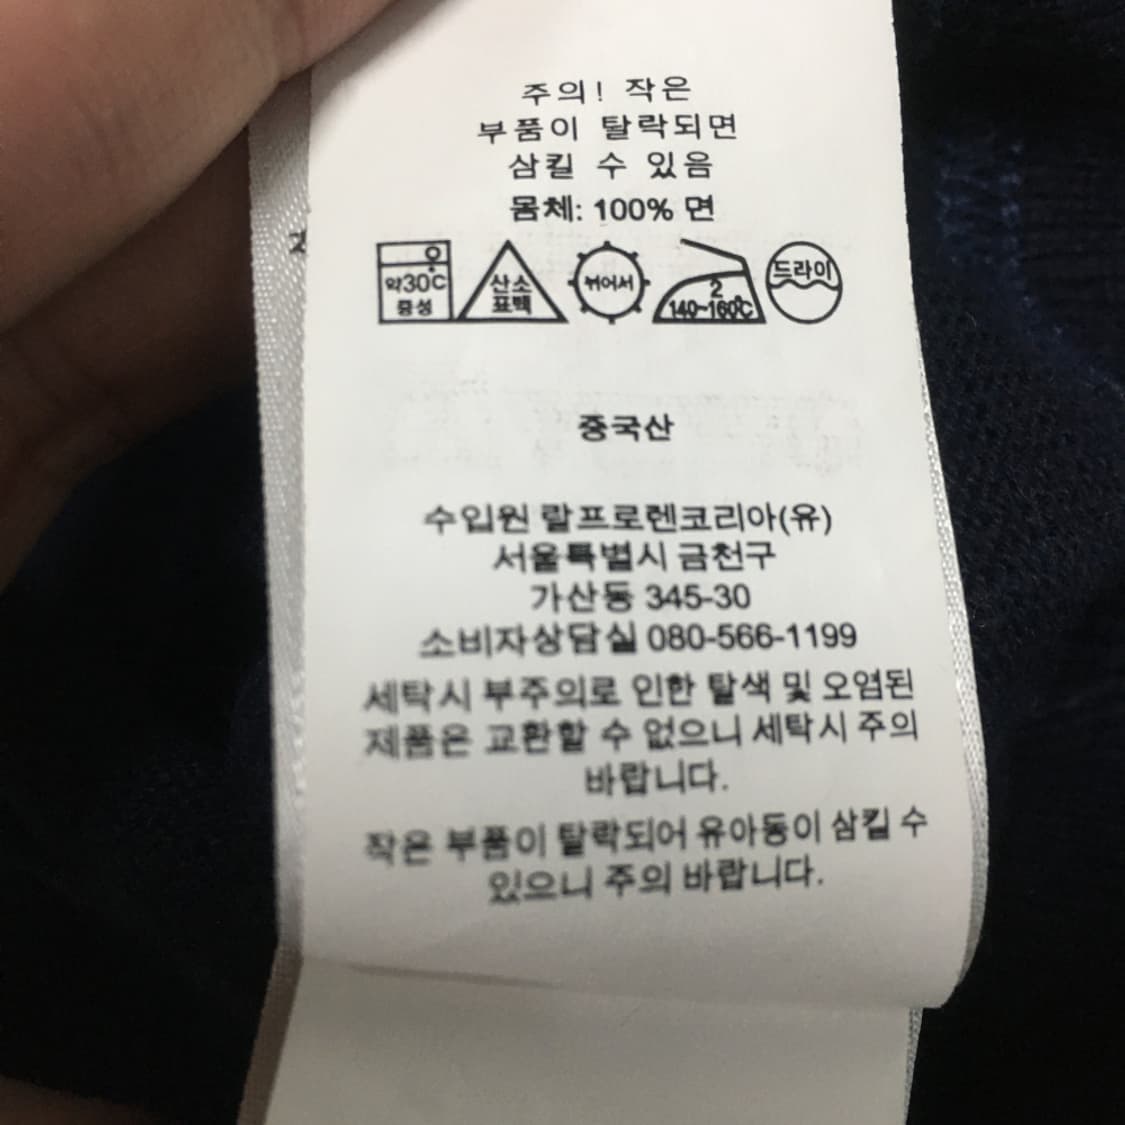 주의! 작은
부품이 탈락되면
삼킬 수 있음
몸체: 100% 면
약30℃
중성
산소
표백
뉘어서
2
140~160℃
드라이
중국산
수입원 랄프로렌코리아(유)
서울특별시 금천구
가산동 345-30
소비자상담실 080-566-1199
세탁시 부주의로 인한 탈색 및 오염된
제품은 교환할 수 없으니 세탁시 주의
바랍니다.
작은 부품이 탈락되어 유아동이 삼킬 수
있으니 주의 바랍니다.